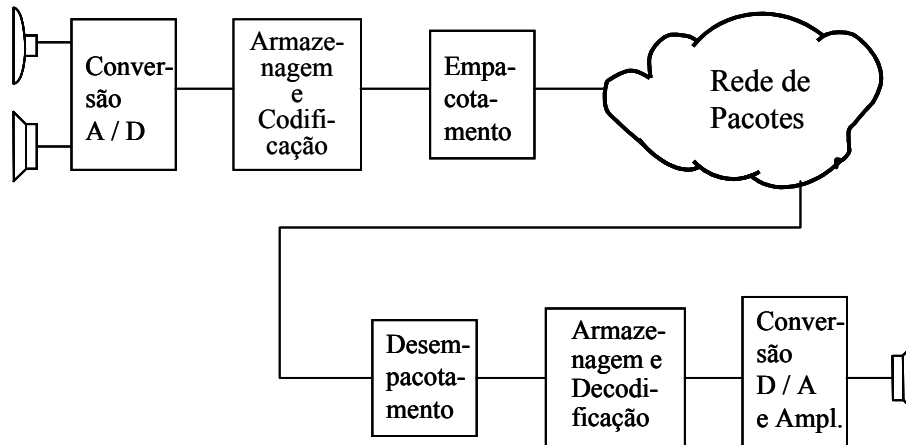 Conver-
são
A / D
Armaze-
nagem
e
Codifi-
cação
Empa-
cota-
mento
Rede de
Pacotes
Desem-
pacota-
mento
Armaze-
nagem e
Decodi-
ficação
Conver-
são
D / A
e Ampl.